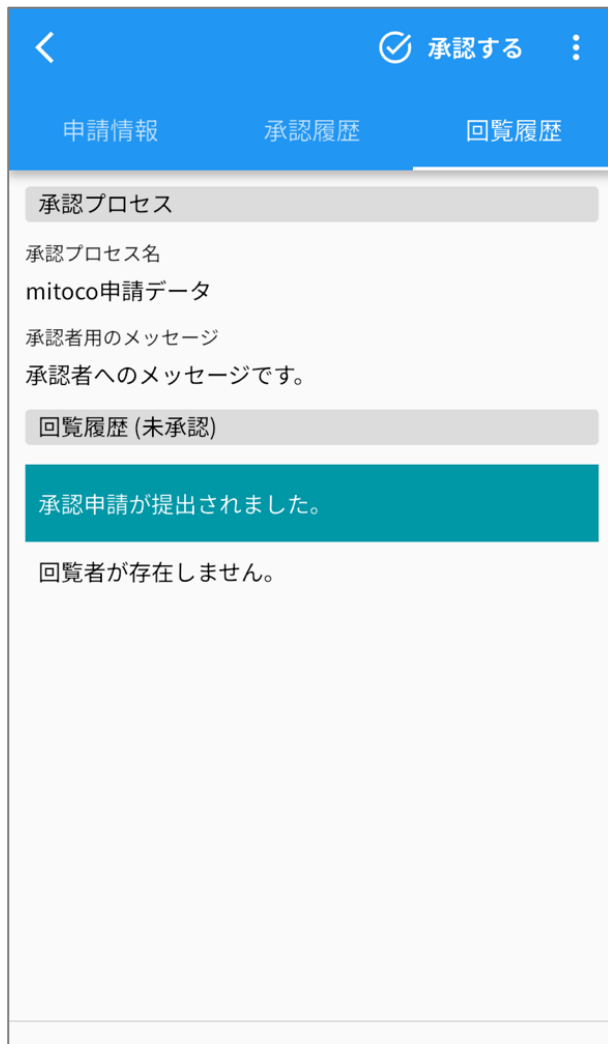 承認する
申請情報 承認履歴 回覧履歴
承認プロセス
承認プロセス名
mitoco申請データ
承認者用のメッセージ
承認者へのメッセージです。
回覧履歴 (未承認)
承認申請が提出されました。
回覧者が存在しません。